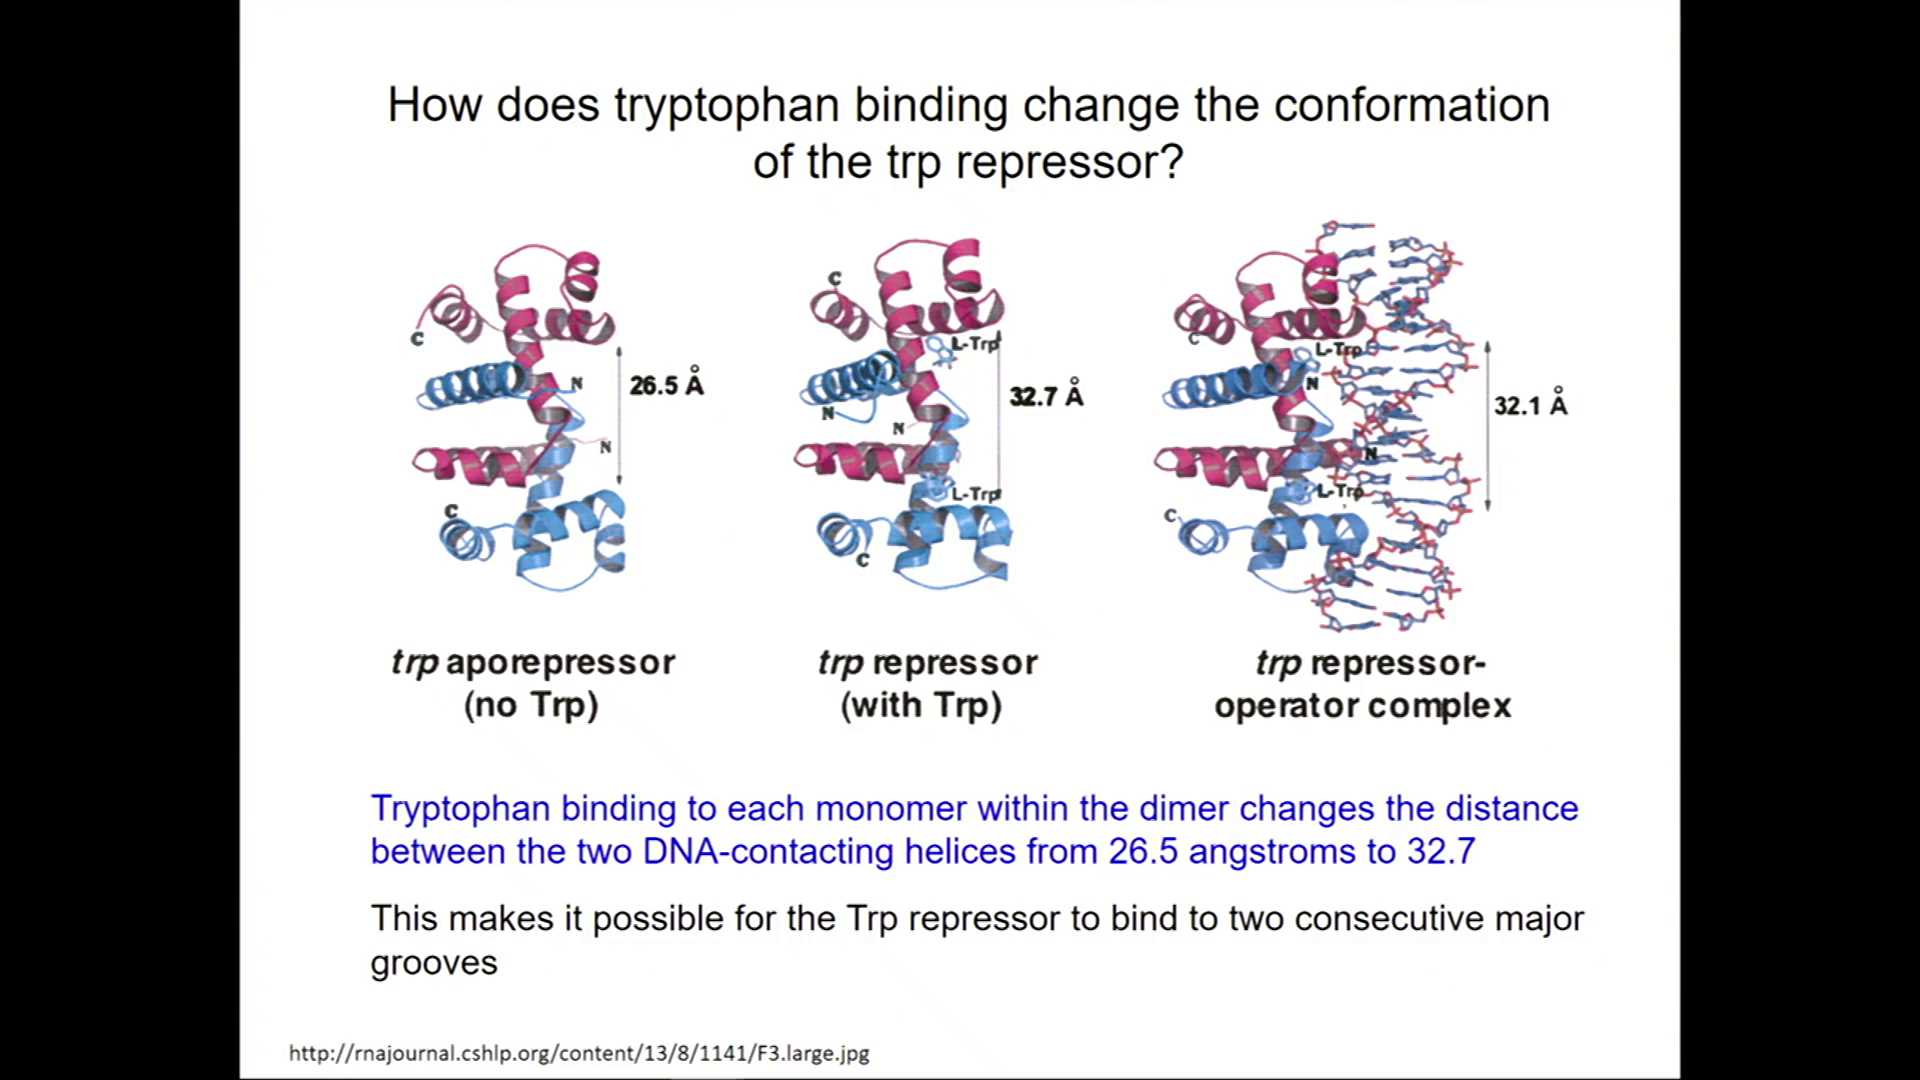 How does tryptophan binding change the conformation
of the trp repressor?
C
N
26.5 Å
N
C
C
L-Trp
N
N
32.7 Å
L-Trp
C
C
L-Trp
N
32.1 Å
N
L-Trp
C
trp aporepressor
(no Trp)
trp repressor
(with Trp)
trp repressor-
operator complex
Tryptophan binding to each monomer within the dimer changes the distance
between the two DNA-contacting helices from 26.5 angstroms to 32.7
This makes it possible for the Trp repressor to bind to two consecutive major
grooves
http://rnajournal.cshlp.org/content/13/8/1141/F3.large.jpg